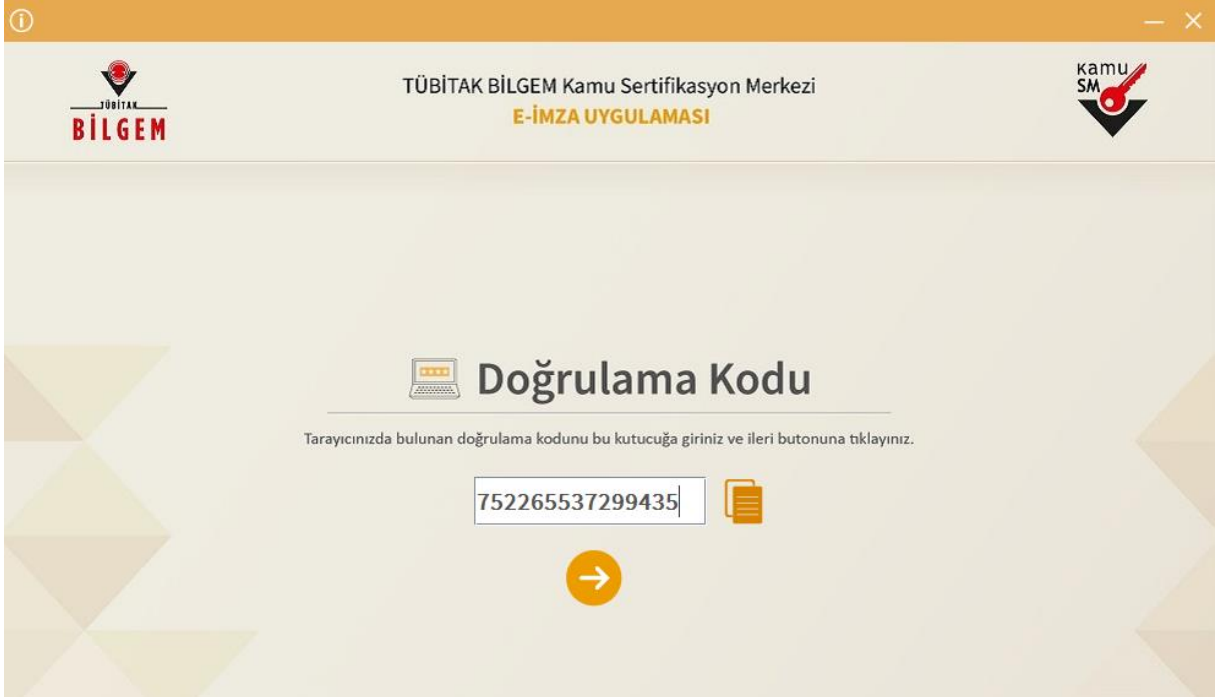 TÜBİTAK
BİLGEM
TÜBİTAK BİLGEM Kamu Sertifikasyon Merkezi
E-İMZA UYGULAMASI
Kamu
SM
Doğrulama Kodu
Tarayıcınızda bulunan doğrulama kodunu bu kutucuğa giriniz ve ileri butonuna tıklayınız.
752265537299435